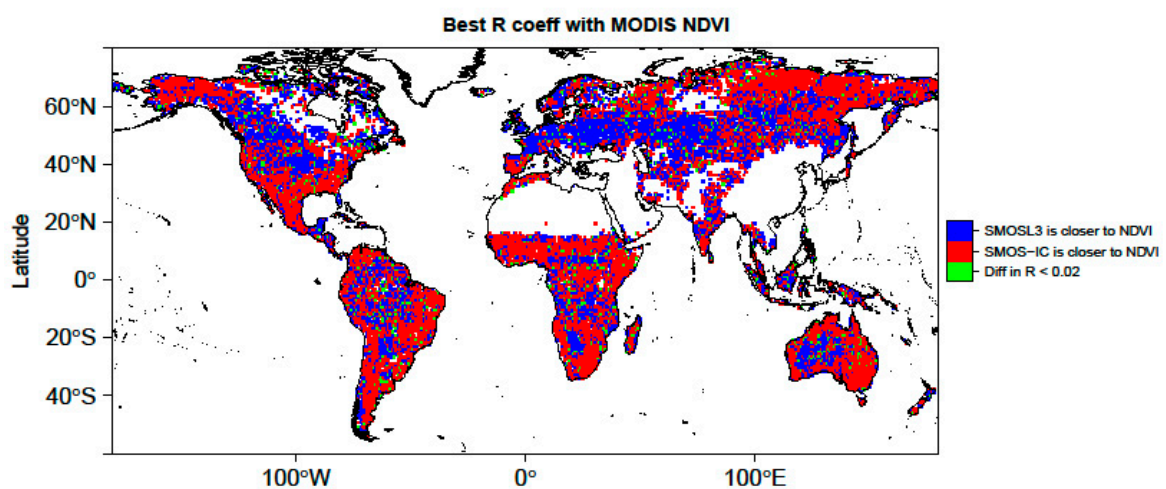 Best R coeff with MODIS NDVI
60°N
40°N
20°N
0°
20°S
40°S
Latitude
100°W
0°
100°E
SMOSL3 is closer to NDVI
SMOS-IC is closer to NDVI
Diff in R < 0.02